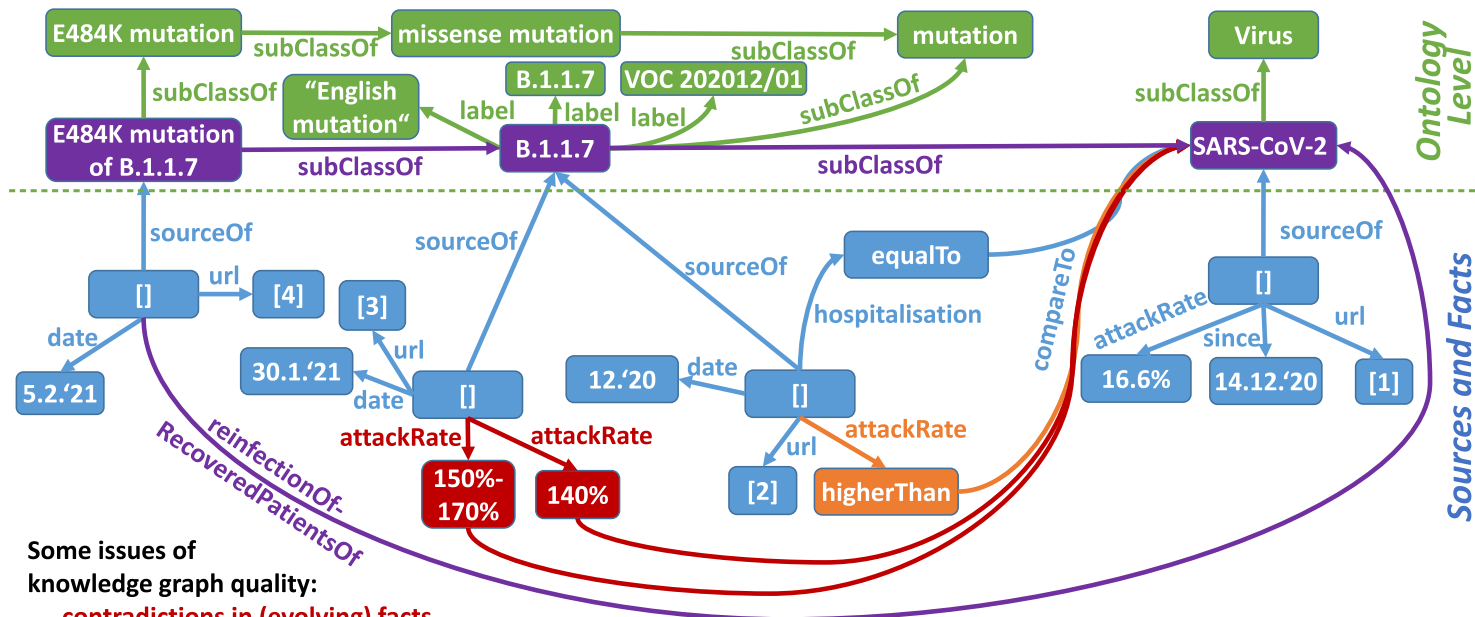 E484K mutation
subClassOf
missense mutation
subClassOf
mutation
Virus
Ontology
Level
subClassOf
“English
mutation“
label
B.1.1.7
label
VOC 202012/01
label
subClassOf
subClassOf
E484K mutation
of B.1.1.7
subClassOf
B.1.1.7
subClassOf
SARS-CoV-2
sourceOf
sourceOf
sourceOf
equalTo
sourceOf
compareTo
Sources and Facts
[]
url
[4]
[3]
hospitalisation
[]
date
5.2.‘21
30.1.‘21
url
date
[]
12.‘20
date
[]
attackRate
since
url
16.6%
14.12.‘20
[1]
reinfectionOf-
RecoveredPatientsOf
attackRate
attackRate
150%-
170%
140%
url
attackRate
[2]
higherThan
Some issues of
knowledge graph quality:
contradictions in (evolving) facts